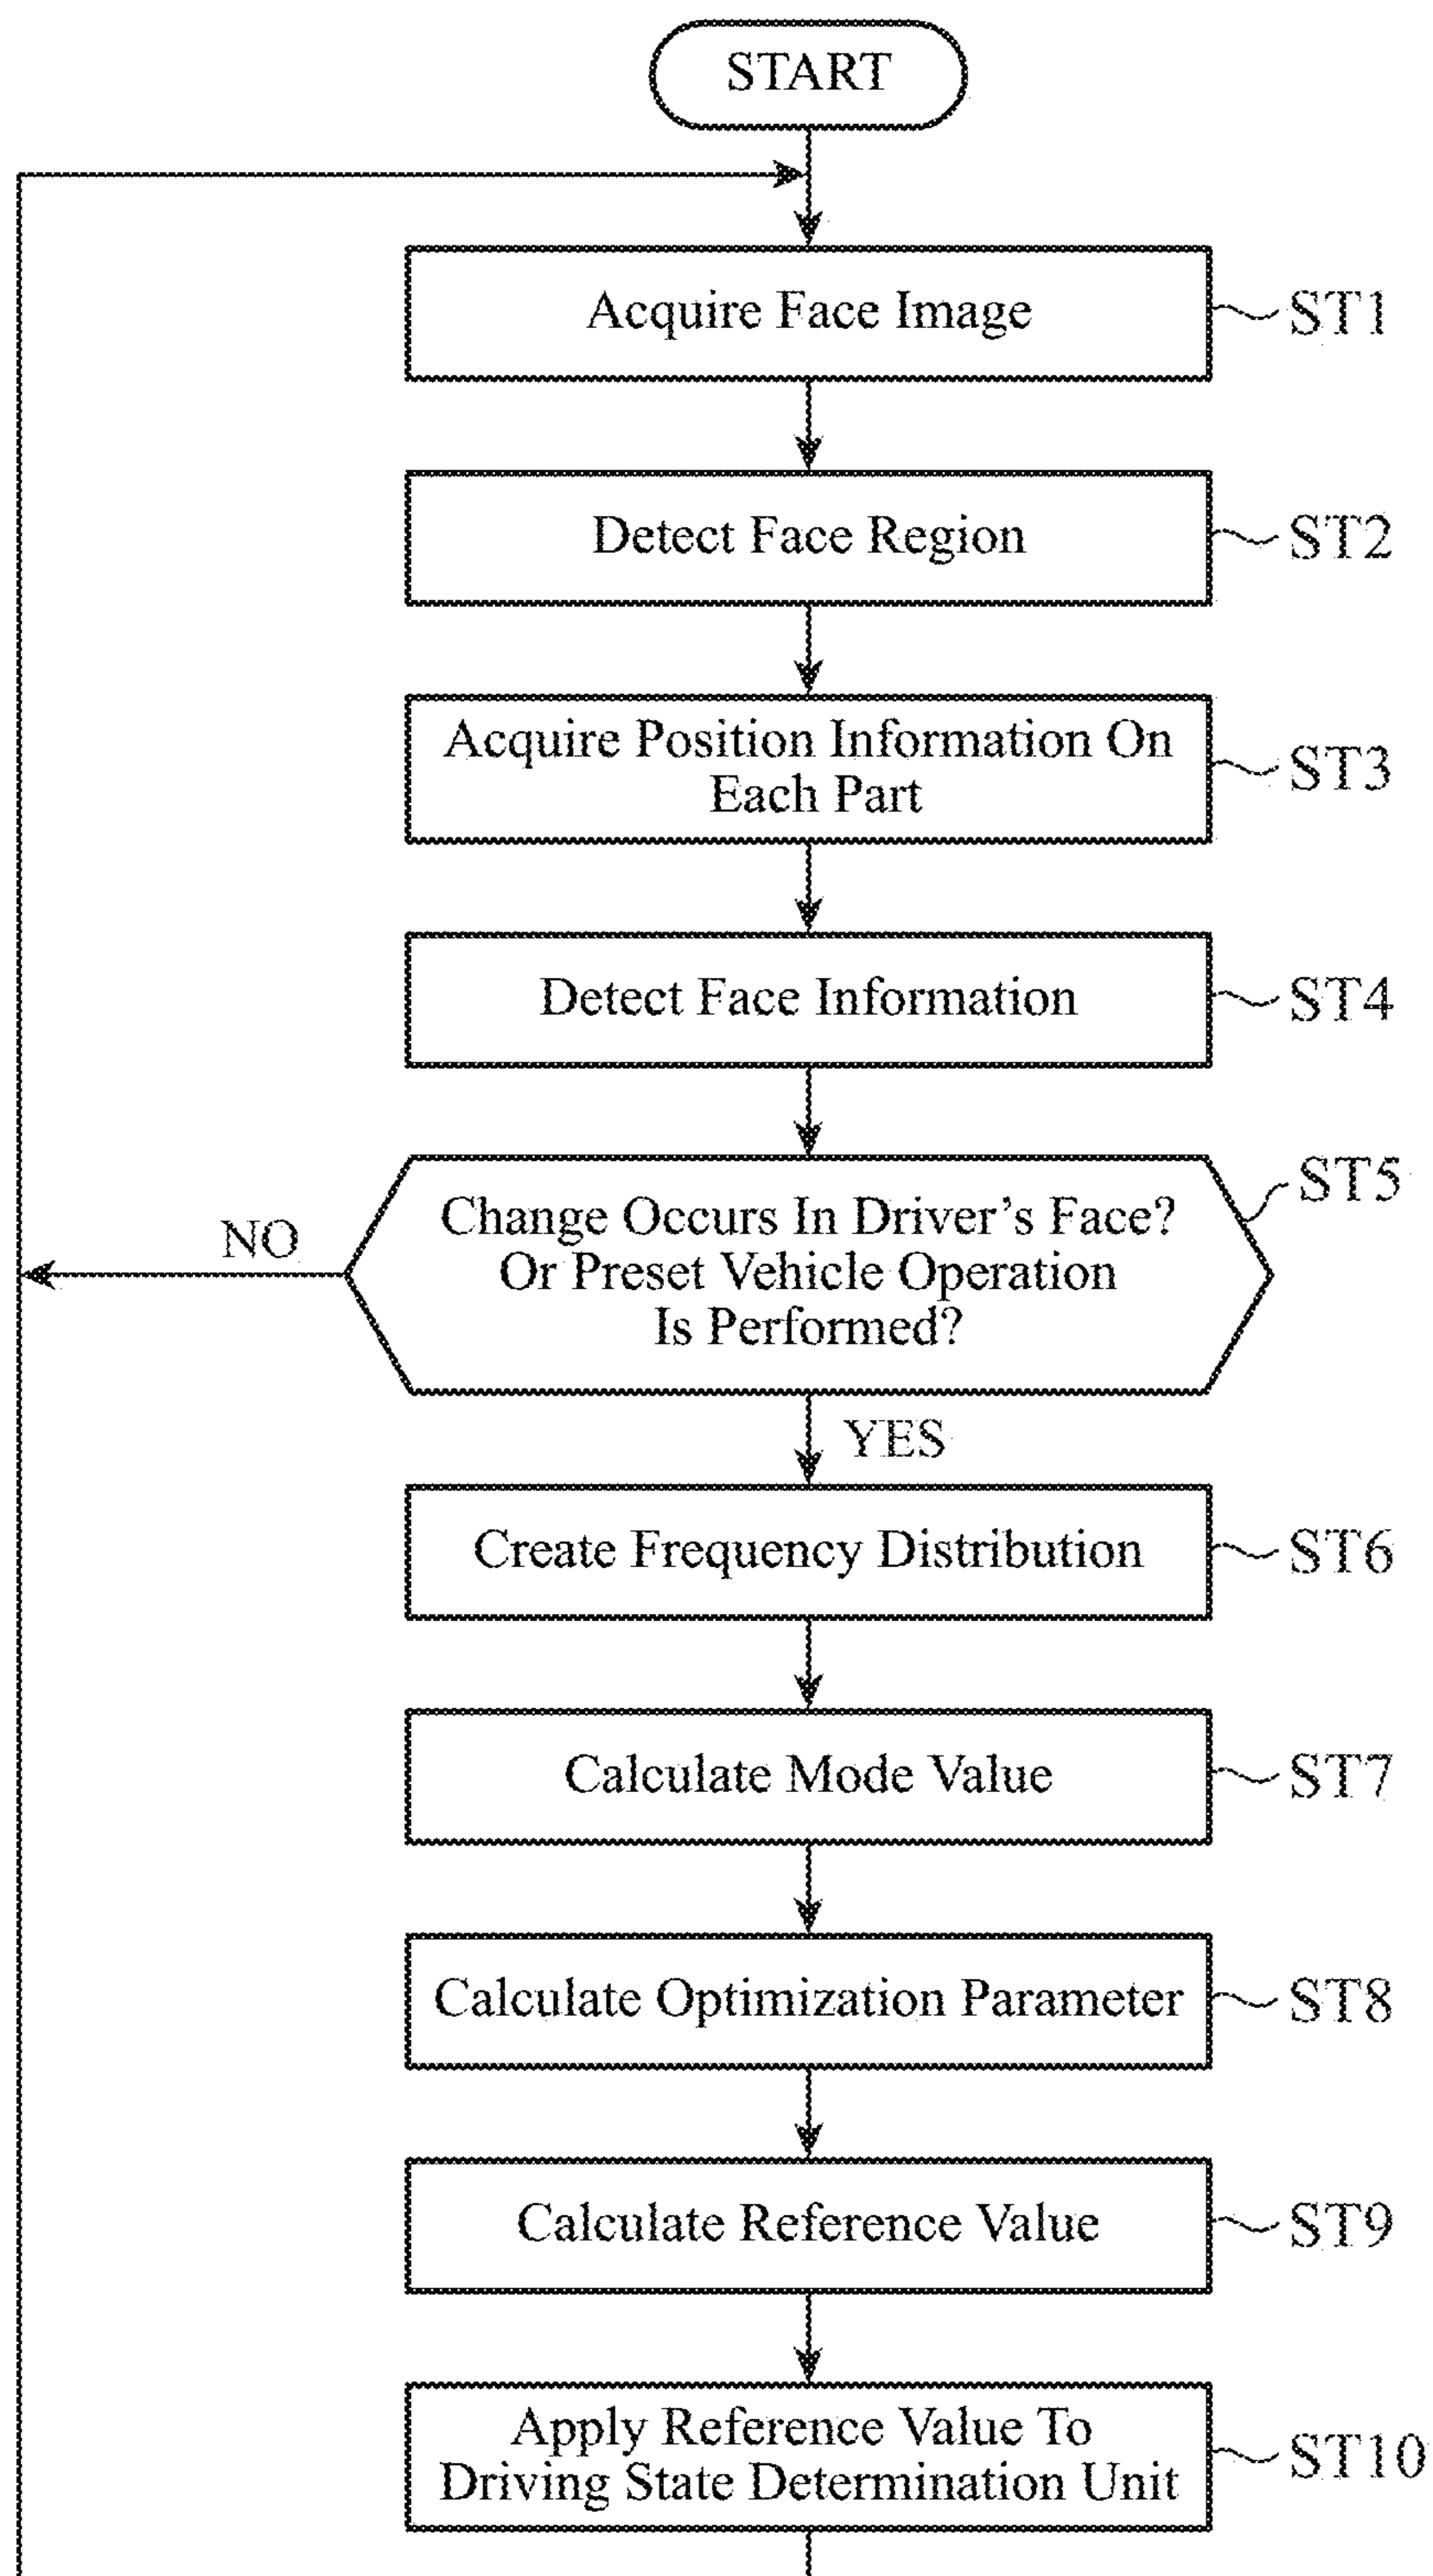 START
Acquire Face Image
ST1
Detect Face Region
ST2
Acquire Position Information On
Each Part
ST3
Detect Face Information
ST4
Change Occurs In Driver's Face?
Or Preset Vehicle Operation
Is Performed?
ST5
NO
YES
Create Frequency Distribution
ST6
Calculate Mode Value
ST7
Calculate Optimization Parameter
ST8
Calculate Reference Value
ST9
Apply Reference Value To
Driving State Determination Unit
ST10